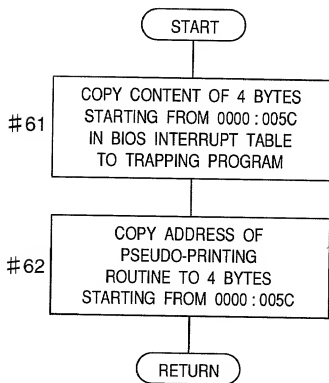 START
#61
COPY CONTENT OF 4 BYTES
STARTING FROM 0000 : 005C
IN BIOS INTERRUPT TABLE
TO TRAPPING PROGRAM
#62
COPY ADDRESS OF
PSEUDO-PRINTING
ROUTINE TO 4 BYTES
STARTING FROM 0000 : 005C
RETURN